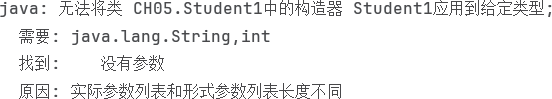 java: 无法将类 CH05.Student1中的构造器 Student1应用到给定类型;
需要: java.lang.String,int
找到:    没有参数
原因: 实际参数列表和形式参数列表长度不同